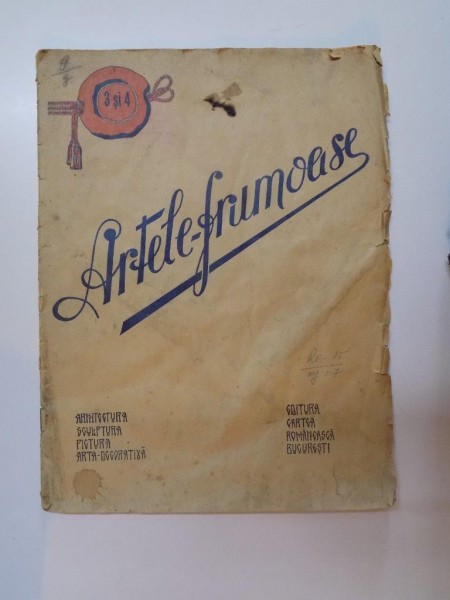 3 și 4
Artele-frumoase
ARHITECTURA
SCULPTURA
PICTURA
ARTA-DECORATIVĂ
EDITURA
CARTEA
ROMÂNEASCĂ
BUCUREȘTI